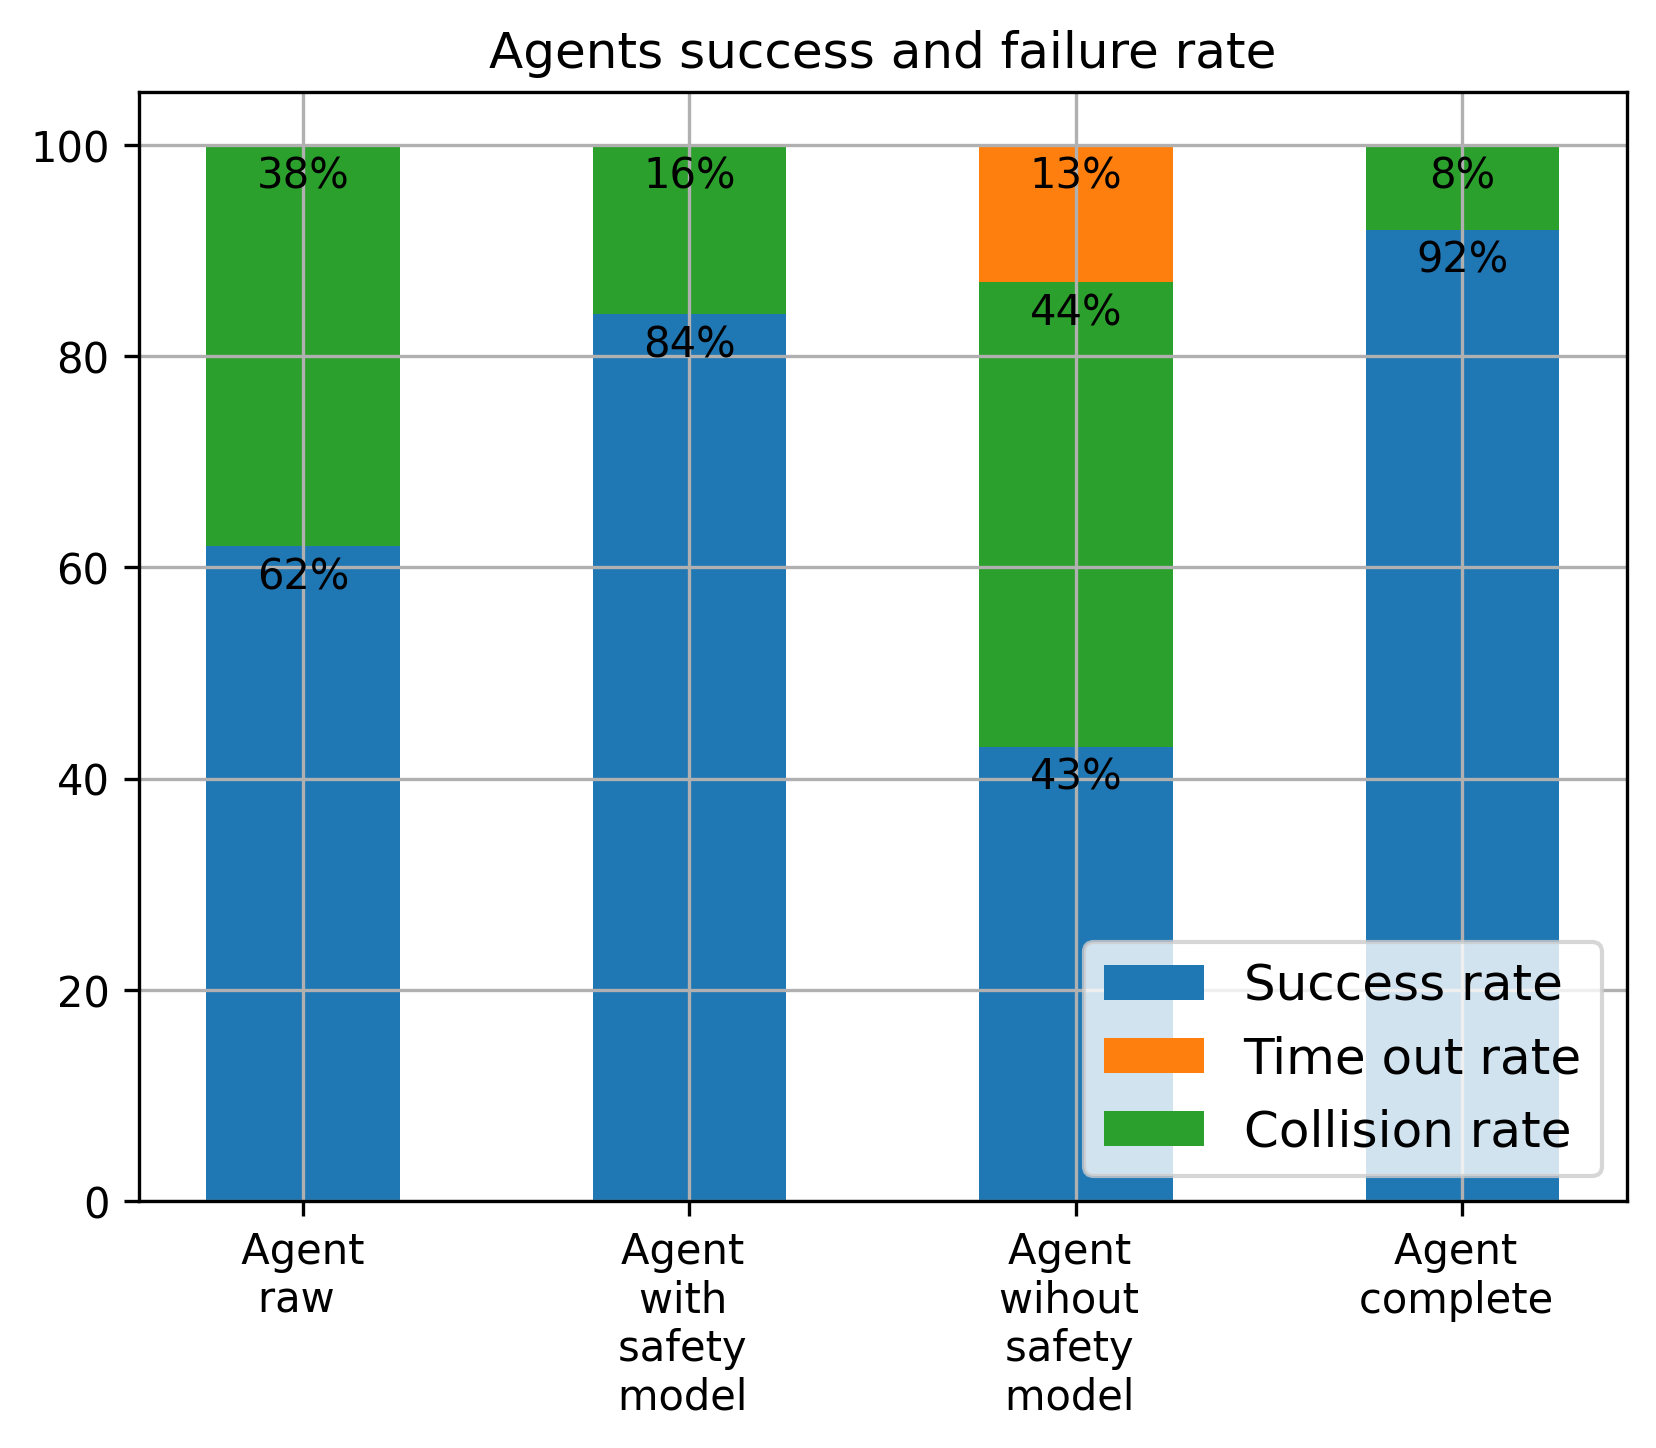 Agents success and failure rate
100
80
60
40
20
0
38%
62%
16%
84%
13%
44%
43%
8%
92%
Success rate
Time out rate
Collision rate
Agent
raw
Agent
with
safety
model
Agent
wihout
safety
model
Agent
complete